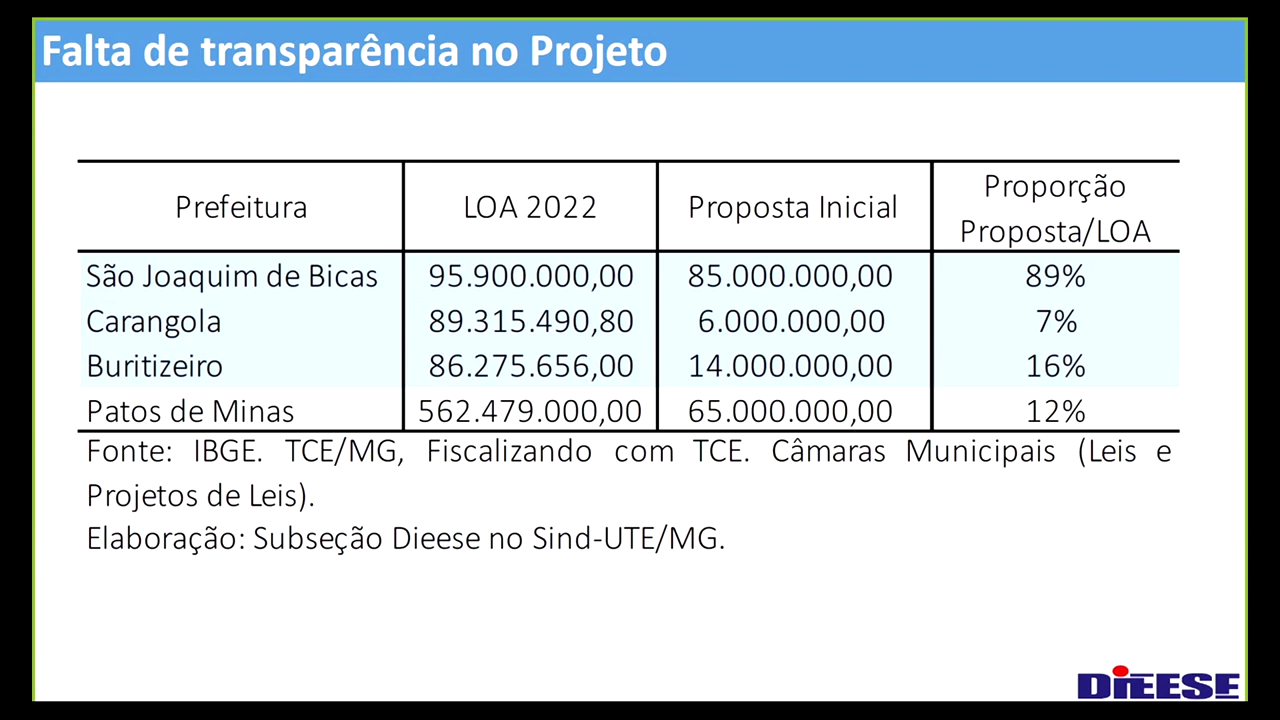 Falta de transparência no Projeto
Prefeitura LOA 2022 Proposta Inicial Proporção Proposta/LOA
São Joaquim de Bicas 95.900.000,00 85.000.000,00 89%
Carangola 89.315.490,80 6.000.000,00 7%
Buritizeiro 86.275.656,00 14.000.000,00 16%
Patos de Minas 562.479.000,00 65.000.000,00 12%
Fonte: IBGE. TCE/MG, Fiscalizando com TCE. Câmaras Municipais (Leis e
Projetos de Leis).
Elaboração: Subseção Dieese no Sind-UTE/MG.
DIEESE